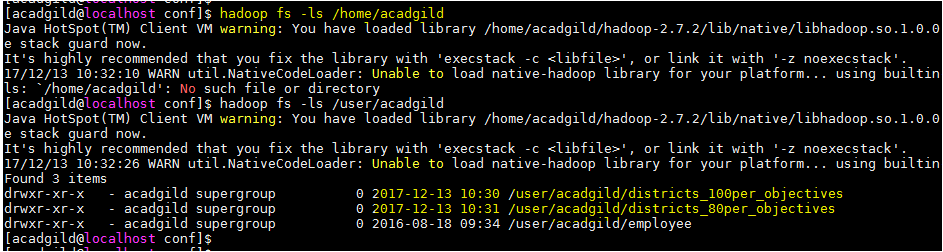 [acadgild@localhost conf]$ hadoop fs -ls /home/acadgild
Java HotSpot(TM) Client VM warning: You have loaded library /home/acadgild/hadoop-2.7.2/lib/native/libhadoop.so.1.0.0
e stack guard now.
It's highly recommended that you fix the library with 'execstack -c <libfile>', or link it with '-z noexecstack'.
17/12/13 10:32:10 WARN util.NativeCodeLoader: Unable to load native-hadoop library for your platform... using builtin
ls: `/home/acadgild': No such file or directory
[acadgild@localhost conf]$ hadoop fs -ls /user/acadgild
Java HotSpot(TM) Client VM warning: You have loaded library /home/acadgild/hadoop-2.7.2/lib/native/libhadoop.so.1.0.0
e stack guard now.
It's highly recommended that you fix the library with 'execstack -c <libfile>', or link it with '-z noexecstack'.
17/12/13 10:32:26 WARN util.NativeCodeLoader: Unable to load native-hadoop library for your platform... using builtin
Found 3 items
drwxr-xr-x   - acadgild supergroup          0 2017-12-13 10:30 /user/acadgild/districts_100per_objectives
drwxr-xr-x   - acadgild supergroup          0 2017-12-13 10:31 /user/acadgild/districts_80per_objectives
drwxr-xr-x   - acadgild supergroup          0 2016-08-18 09:34 /user/acadgild/employee
[acadgild@localhost conf]$